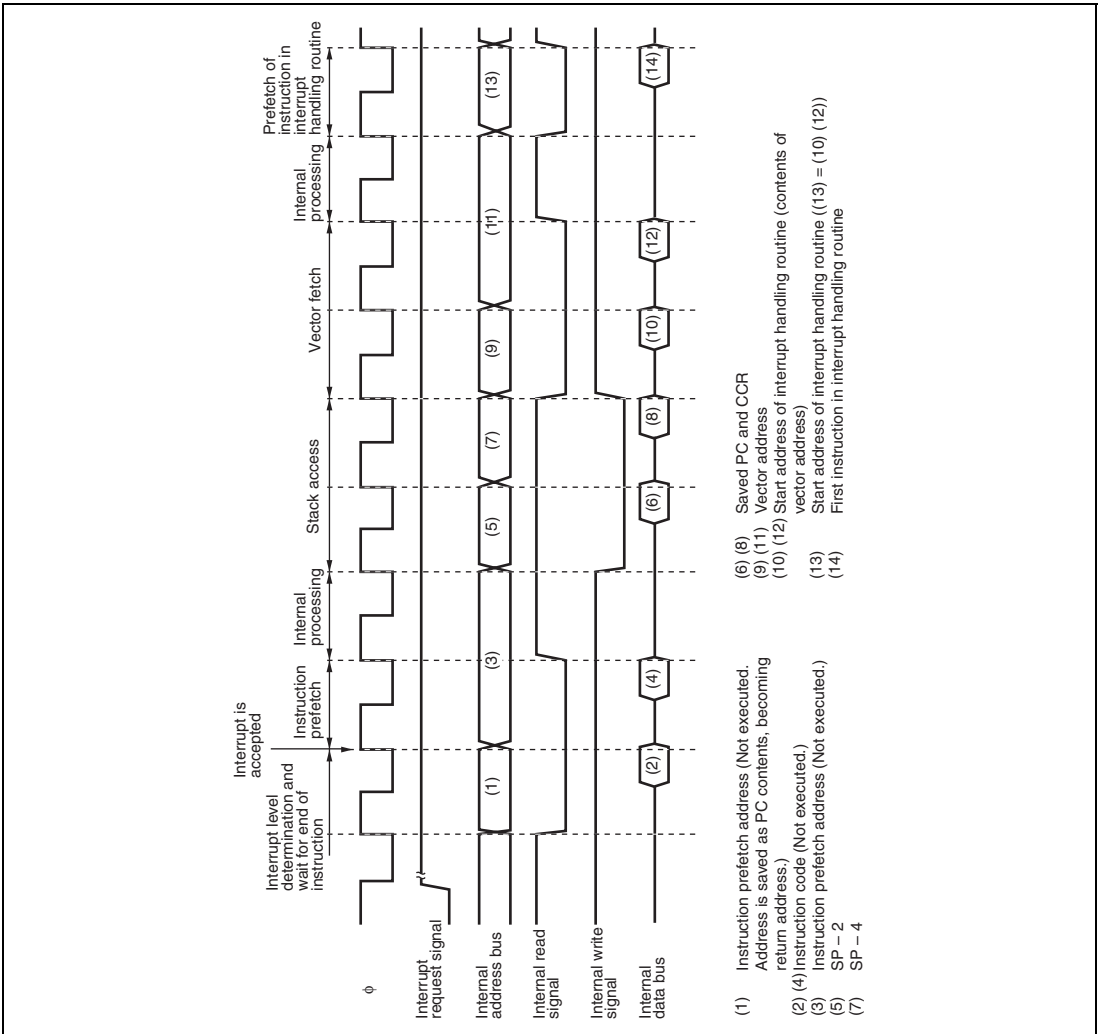 Interrupt is
accepted
Interrupt level
determination and
wait for end of
instruction
Instruction
prefetch
Internal
processing
Stack access
Vector fetch
Internal
processing
Prefetch of
instruction in
interrupt
handling routine
φ
Interrupt
request signal
Internal
address bus
(1)
(3)
(5)
(7)
(9)
(11)
(13)
Internal read
signal
Internal write
signal
Internal
data bus
(2)
(4)
(6)
(8)
(10)
(12)
(14)
(1) Instruction prefetch address (Not executed.
Address is saved as PC contents, becoming
return address.)
(2) (4) Instruction code (Not executed.)
(3) Instruction prefetch address (Not executed.)
(5) SP – 2
(7) SP – 4
(6) (8) Saved PC and CCR
(9) (11) Vector address
(10) (12) Start address of interrupt handling routine (contents of
vector address)
(13) Start address of interrupt handling routine ((13) = (10) (12))
(14) First instruction in interrupt handling routine